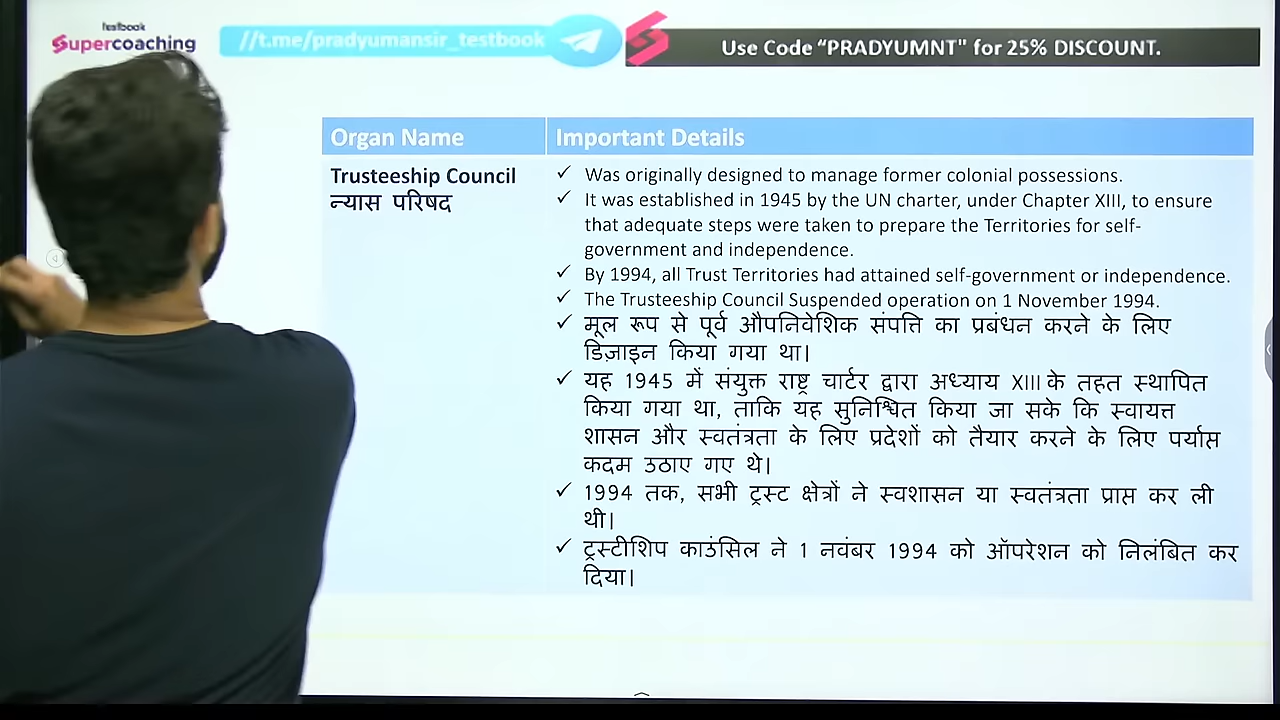 testbook
Supercoaching
//t.me/pradyumansir_testbook
Use Code “PRADYUMNT" for 25% DISCOUNT.
Organ Name
Important Details
Trusteeship Council
न्यास परिषद
✓ Was originally designed to manage former colonial possessions.
✓ It was established in 1945 by the UN charter, under Chapter XIII, to ensure
that adequate steps were taken to prepare the Territories for self-
government and independence.
✓ By 1994, all Trust Territories had attained self-government or independence.
✓ The Trusteeship Council Suspended operation on 1 November 1994.
✓ मूल रूप से पूर्व औपनिवेशिक संपत्ति का प्रबंधन करने के लिए
डिज़ाइन किया गया था।
✓ यह 1945 में संयुक्त राष्ट्र चार्टर द्वारा अध्याय XIII के तहत स्थापित
किया गया था, ताकि यह सुनिश्चित किया जा सके कि स्वायत्त
शासन और स्वतंत्रता के लिए प्रदेशों को तैयार करने के लिए पर्याप्त
कदम उठाए गए थे।
✓ 1994 तक, सभी ट्रस्ट क्षेत्रों ने स्वशासन या स्वतंत्रता प्राप्त कर ली
थी।
✓ ट्रस्टीशिप काउंसिल ने 1 नवंबर 1994 को ऑपरेशन को निलंबित कर
दिया।